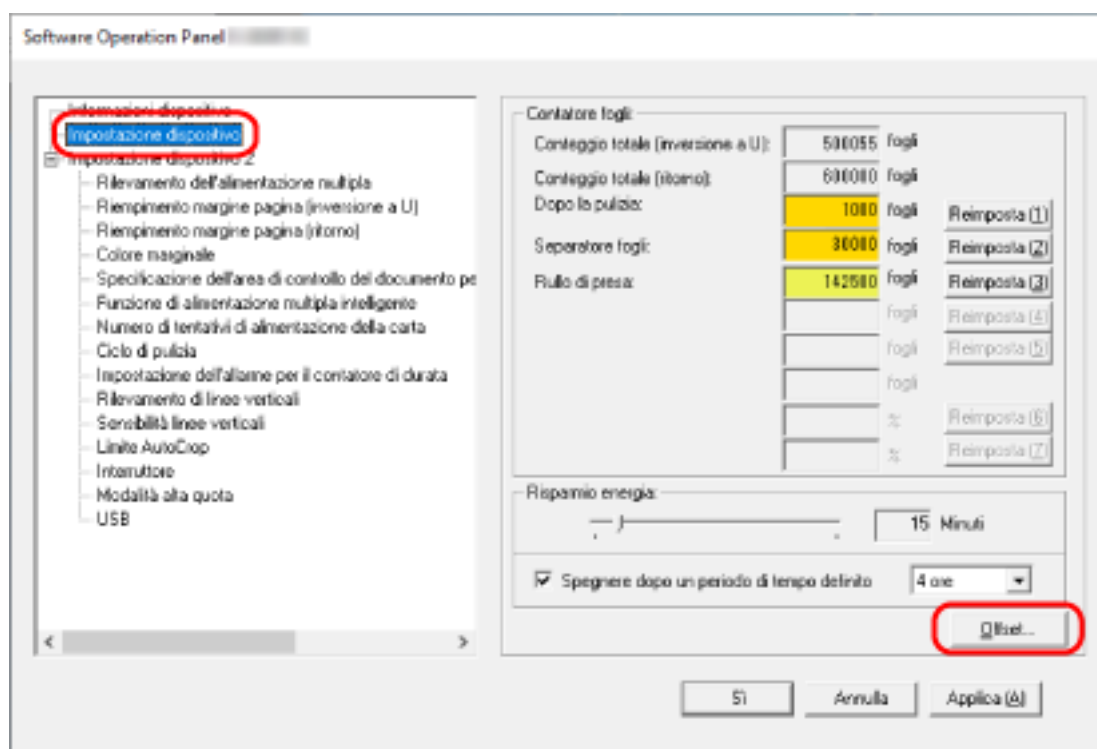 Software Operation Panel
Informazioni dispositivo
Impostazione dispositivo
Impostazione dispositivo 2
Rilevamento dell'alimentazione multipla
Riempimento margine pagina (inversione a U)
Riempimento margine pagina (ritorno)
Colore marginale
Specificazione dell'area di controllo del documento pe
Funzione di alimentazione multipla intelligente
Numero di tentativi di alimentazione della carta
Ciclo di pulizia
Impostazione dell'allarme per il contatore di durata
Rilevamento di linee verticali
Sensibilità linee verticali
Limite AutoCrop
Interruttore
Modalità alta quota
USB
Contatore fogli:
Conteggio totale (inversione a U): 500055 fogli
Conteggio totale (ritorno): 600000 fogli
Dopo la pulizia: 1000 fogli Reimposta (1)
Separatore fogli: 30000 fogli Reimposta (2)
Rullo di presa: 142500 fogli Reimposta (3)
fogli Reimposta (4)
fogli Reimposta (5)
fogli
% Reimposta (6)
% Reimposta (7)
Risparmio energia:
15 Minuti
Spegnere dopo un periodo di tempo definito 4 ore
Offset...
Sì Annulla Applica (A)